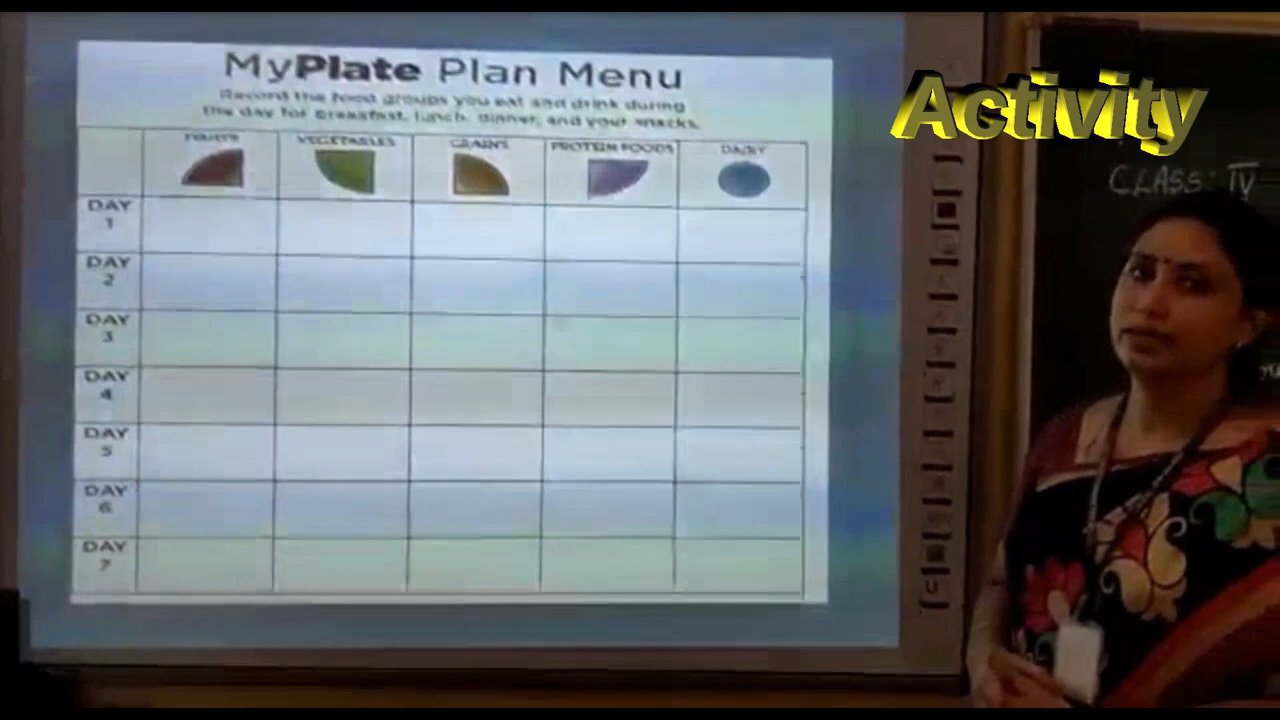 MyPlate Plan Menu
Record the food groups you eat and drink during
the day for breakfast, lunch, dinner, and your snacks.
FRUITS VEGETABLES GRAINS PROTEIN FOODS DAIRY
DAY 1
DAY 2
DAY 3
DAY 4
DAY 5
DAY 6
DAY 7
Activity
CLASS: IV